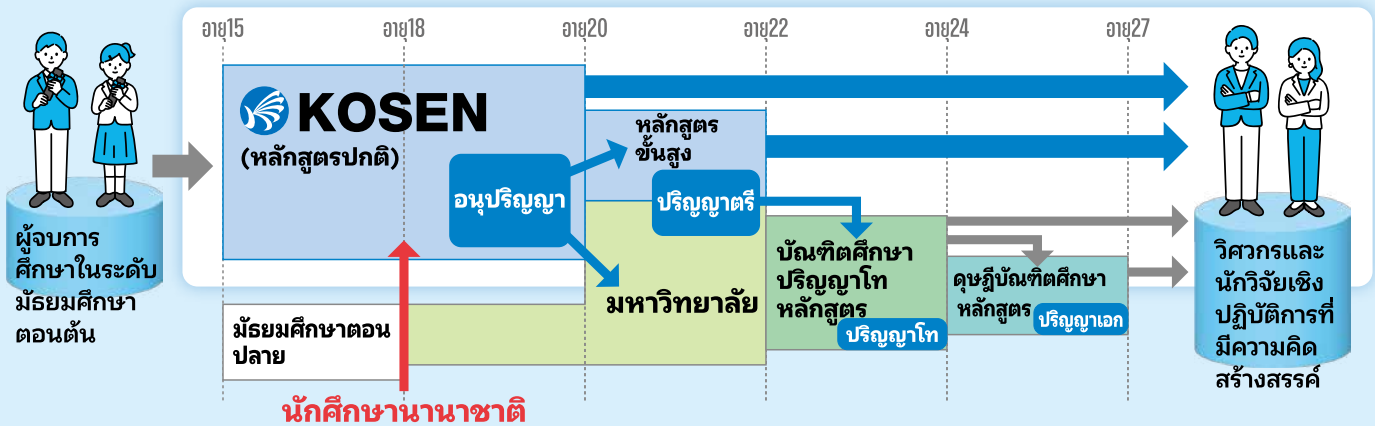 อายุ15
อายุ18
อายุ20
อายุ22
อายุ24
อายุ27
KOSEN
(หลักสูตรปกติ)
อนุปริญญา
หลักสูตร
ขั้นสูง
ปริญญาตรี
ผู้จบการ
ศึกษาในระดับ
มัธยมศึกษา
ตอนต้น
มัธยมศึกษาตอน
ปลาย
มหาวิทยาลัย
บัณฑิตศึกษา
ปริญญาโท
หลักสูตร
ปริญญาโท
ดุษฎีบัณฑิตศึกษา
หลักสูตร
ปริญญาเอก
วิศวกรและ
นักวิจัยเชิง
ปฏิบัติการที่
มีความคิด
สร้างสรรค์
นักศึกษานานาชาติ